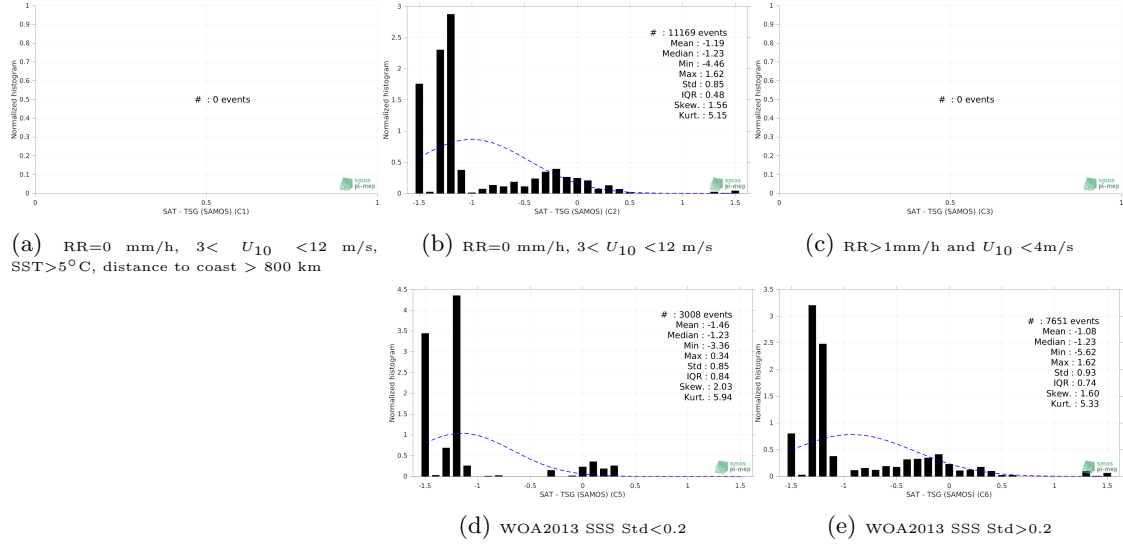 1
0.9
0.8
0.7
0.6
0.5
0.4
0.3
0.2
0.1
0
Normalized histogram
# : 0 events
smos
pi-mep
0 0.5 1
SAT - TSG (SAMOS) (C1)
3
2.5
2
1.5
1
0.5
0
Normalized histogram
# : 11169 events
Mean : -1.19
Median : -1.23
Min : -4.46
Max : 1.62
Std : 0.85
IQR : 0.48
Skew. : 1.56
Kurt. : 5.15
smos
pi-mep
-1.5 -1 -0.5 0 0.5 1 1.5
SAT - TSG (SAMOS) (C2)
1
0.9
0.8
0.7
0.6
0.5
0.4
0.3
0.2
0.1
0
Normalized histogram
# : 0 events
smos
pi-mep
0 0.5 1
SAT - TSG (SAMOS) (C3)
(a) RR=0 mm/h, 3< U10 <12 m/s,
SST>5°C, distance to coast > 800 km
(b) RR=0 mm/h, 3< U10 <12 m/s
(c) RR>1mm/h and U10 <4m/s
4.5
4
3.5
3
2.5
2
1.5
1
0.5
0
Normalized histogram
# : 3008 events
Mean : -1.46
Median : -1.23
Min : -3.36
Max : 0.34
Std : 0.85
IQR : 0.84
Skew. : 2.03
Kurt. : 5.94
smos
pi-mep
-1.5 -1 -0.5 0 0.5 1 1.5
SAT - TSG (SAMOS) (C5)
3.5
3
2.5
2
1.5
1
0.5
0
Normalized histogram
# : 7651 events
Mean : -1.08
Median : -1.23
Min : -5.62
Max : 1.62
Std : 0.93
IQR : 0.74
Skew. : 1.60
Kurt. : 5.33
smos
pi-mep
-1.5 -1 -0.5 0 0.5 1 1.5
SAT - TSG (SAMOS) (C6)
(d) WOA2013 SSS Std<0.2
(e) WOA2013 SSS Std>0.2